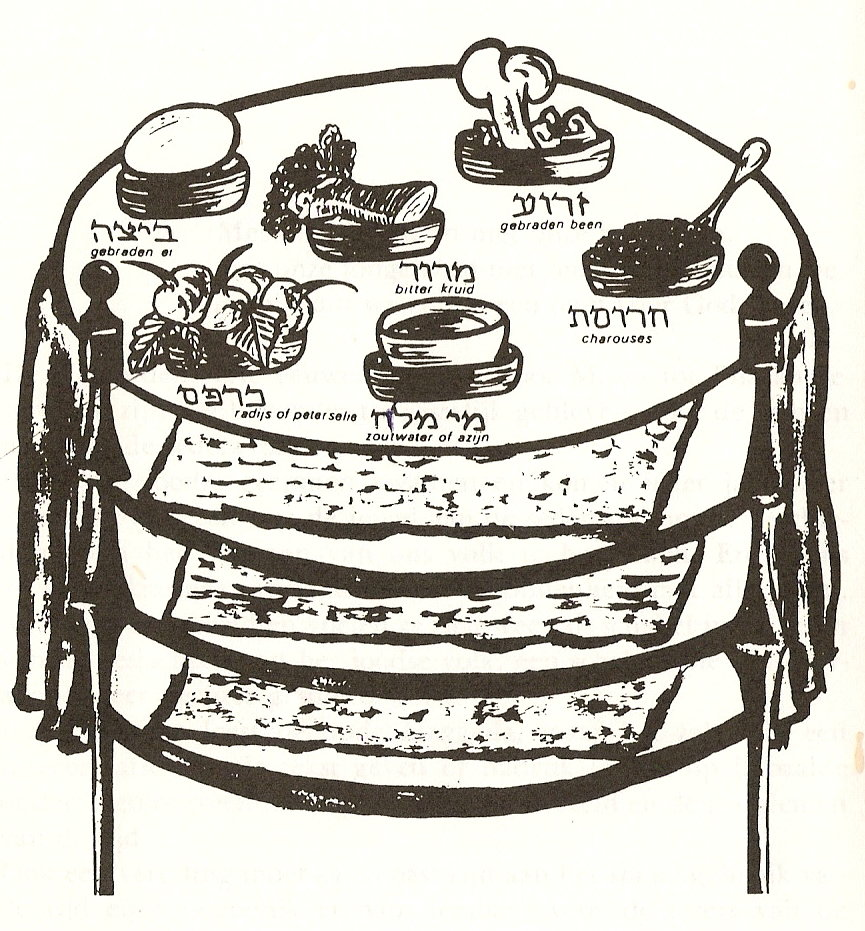 זרוע
gebraden been
ביצה
gebraden ei
מרור
bitter kruid
חרוסת
charouses
כרפס
radijs of peterselie
מי מלח
zoutwater of azijn